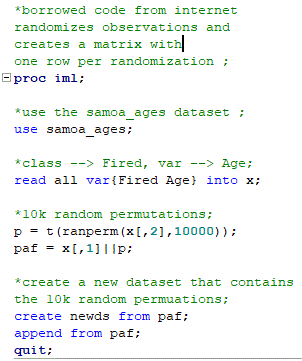 *borrowed code from internet
randomizes observations and
creates a matrix with
one row per randomization ;
proc iml;
*use the samoa_ages dataset ;
use samoa_ages;
*class --> Fired, var --> Age;
read all var{Fired Age} into x;
*10k random permutations;
p = t(ranperm(x[,2],10000));
paf = x[,1]||p;
*create a new dataset that contains
the 10k random permuations;
create newds from paf;
append from paf;
quit;